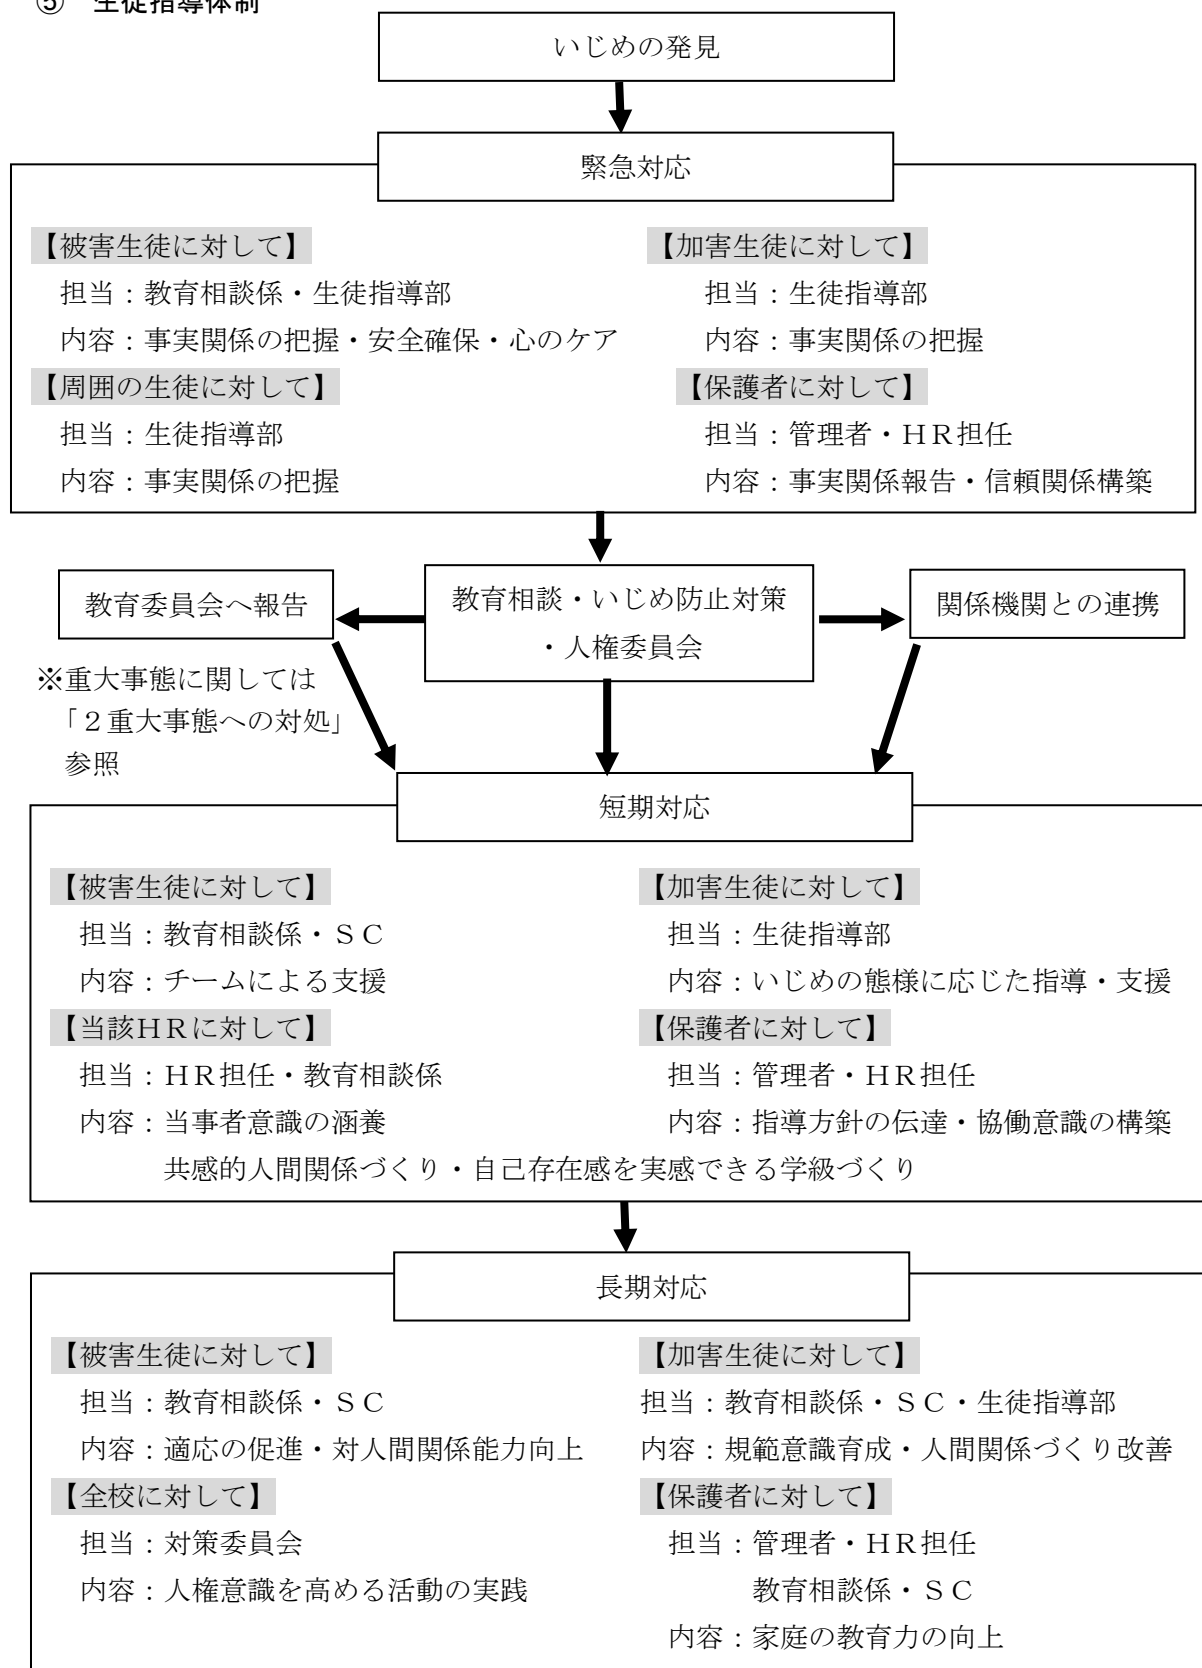 ⑤　生徒指導体制
いじめの発見
緊急対応
【被害生徒に対して】
担当：教育相談係・生徒指導部
内容：事実関係の把握・安全確保・心のケア
【周囲の生徒に対して】
担当：生徒指導部
内容：事実関係の把握
【加害生徒に対して】
担当：生徒指導部
内容：事実関係の把握
【保護者に対して】
担当：管理者・ＨＲ担任
内容：事実関係報告・信頼関係構築
教育委員会へ報告
教育相談・いじめ防止対策
・人権委員会
関係機関との連携
※重大事態に関しては
「２重大事態への対処」
参照
短期対応
【被害生徒に対して】
担当：教育相談係・ＳＣ
内容：チームによる支援
【当該ＨＲに対して】
担当：ＨＲ担任・教育相談係
内容：当事者意識の涵養
共感的人間関係づくり・自己存在感を実感できる学級づくり
【加害生徒に対して】
担当：生徒指導部
内容：いじめの態様に応じた指導・支援
【保護者に対して】
担当：管理者・ＨＲ担任
内容：指導方針の伝達・協働意識の構築
長期対応
【被害生徒に対して】
担当：教育相談係・ＳＣ
内容：適応の促進・対人間関係能力向上
【全校に対して】
担当：対策委員会
内容：人権意識を高める活動の実践
【加害生徒に対して】
担当：教育相談係・ＳＣ・生徒指導部
内容：規範意識育成・人間関係づくり改善
【保護者に対して】
担当：管理者・ＨＲ担任
教育相談係・ＳＣ
内容：家庭の教育力の向上